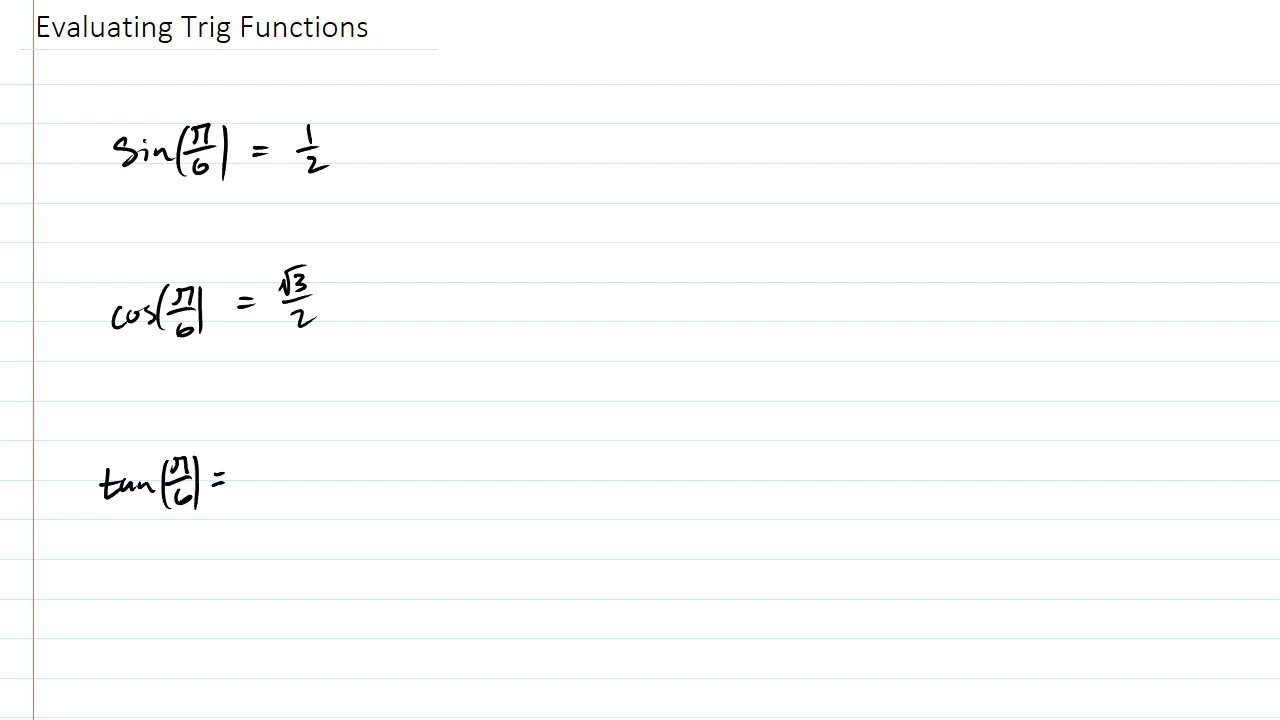 Evaluating Trig Functions
sin(π/6) = 1/2
cos(π/6) = √3/2
tan(π/6) =